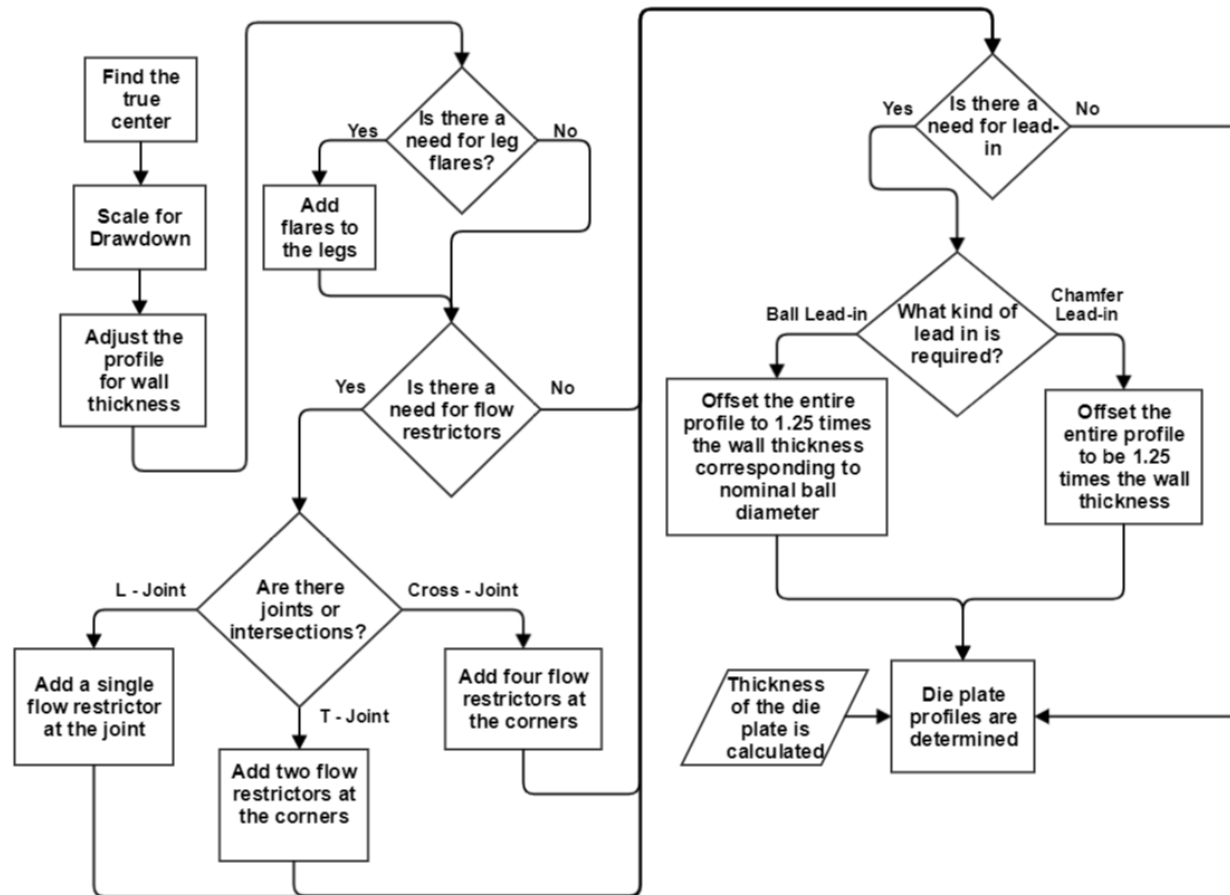 Find the
true
center
Scale for
Drawdown
Adjust the
profile
for wall
thickness
Is there a
need for leg
flares?
Yes
No
Add
flares to
the legs
Is there a
need for flow
restrictors
Yes
No
Are there
joints or
intersections?
L - Joint
Cross - Joint
T - Joint
Add a single
flow restrictor
at the joint
Add two flow
restrictors at
the corners
Add four flow
restrictors at
the corners
Is there a
need for lead-
in
Yes
No
What kind of
lead in is
required?
Ball Lead-in
Chamfer
Lead-in
Offset the entire
profile to 1.25 times
the wall thickness
corresponding to
nominal ball
diameter
Offset the
entire profile
to be 1.25
times the wall
thickness
Thickness
of the die
plate is
calculated
Die plate
profiles are
determined